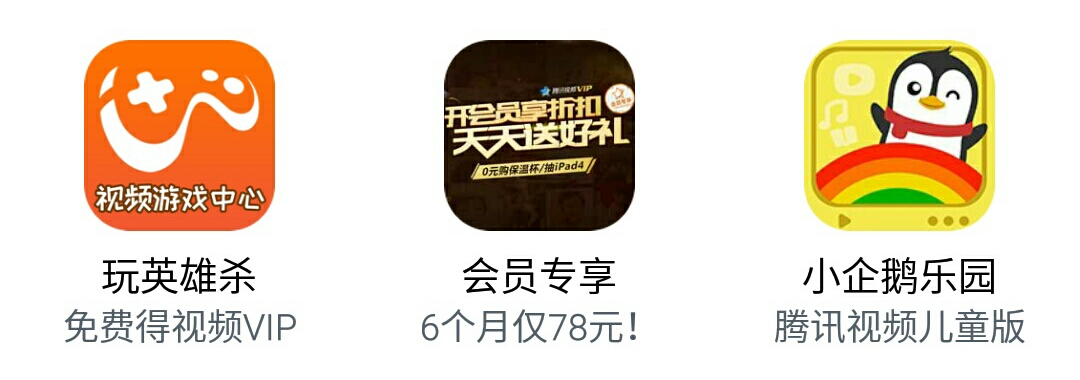 视频游戏中心
玩英雄杀
免费得视频VIP
腾讯视频VIP
开会员享折扣
天天送好礼
0元购保温杯/抽iPad4
会员专享
6个月仅78元!
小企鹅乐园
腾讯视频儿童版